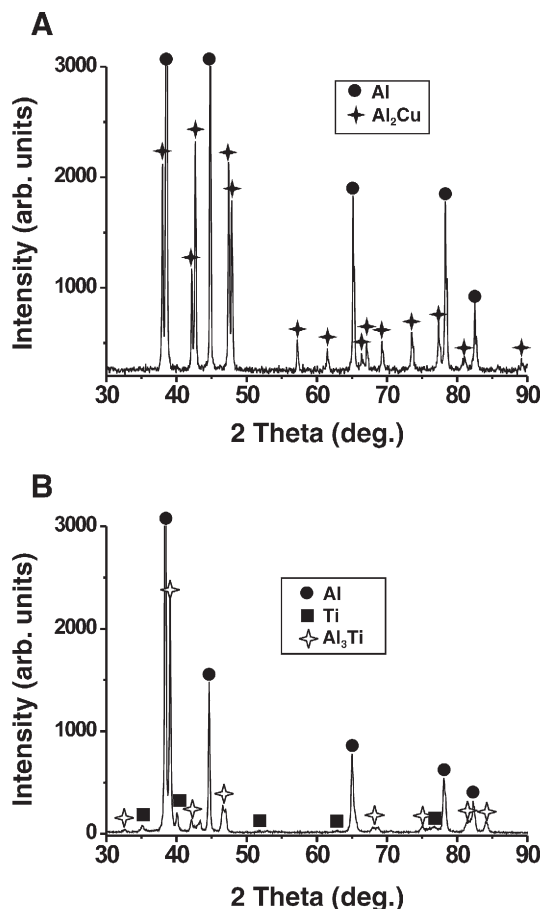 A
Intensity (arb. units)
3000
2000
1000
Al
Al₂Cu
30 40 50 60 70 80 90
2 Theta (deg.)
B
Intensity (arb. units)
3000
2000
1000
0
Al
Ti
Al₃Ti
30 40 50 60 70 80 90
2 Theta (deg.)